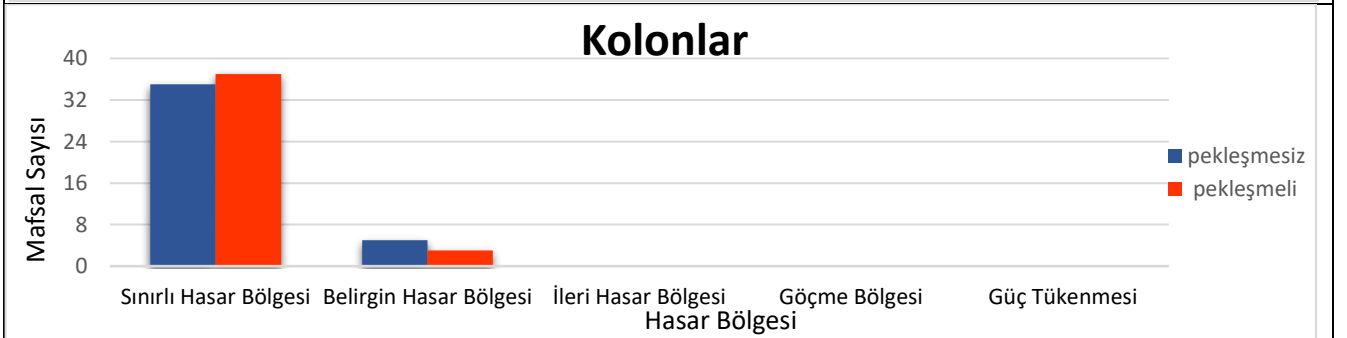 Kolonlar
40
32
24
16
8
0
Mafsal Sayısı
Sınırlı Hasar Bölgesi Belirgin Hasar Bölgesi İleri Hasar Bölgesi Göçme Bölgesi Güç Tükenmesi
Hasar Bölgesi
pekleşmesiz
pekleşmeli